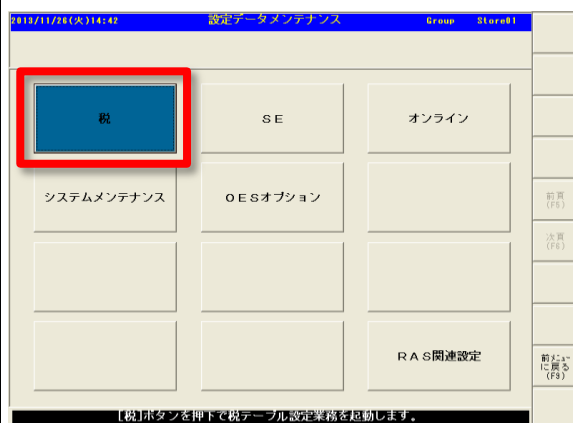 2013/11/26(火)14:42 設定データメンテナンス Group Store01
税 SE オンライン
システムメンテナンス OESオプション
前頁
(F5)
次頁
(F6)
RAS関連設定
前ﾒﾆｭｰ
に戻る
(F9)
[税]ボタンを押下で税テーブル設定業務を起動します。